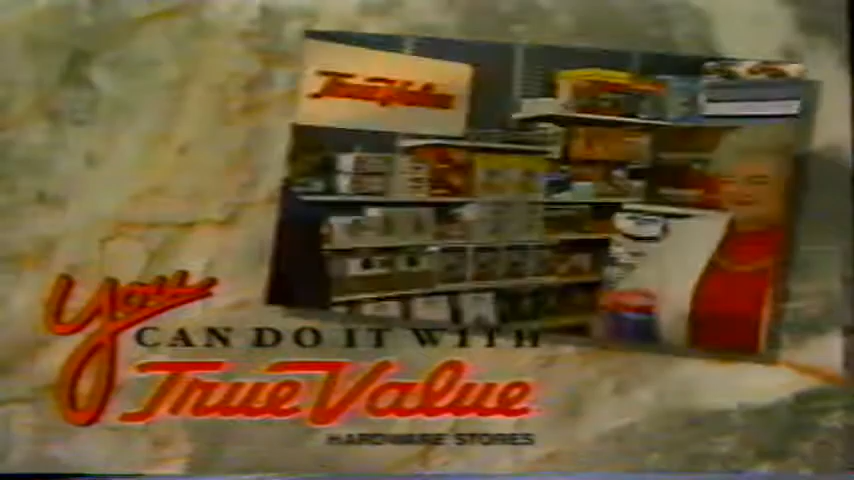 True Value
You
CAN DO IT WITH
True Value
HARDWARE STORES